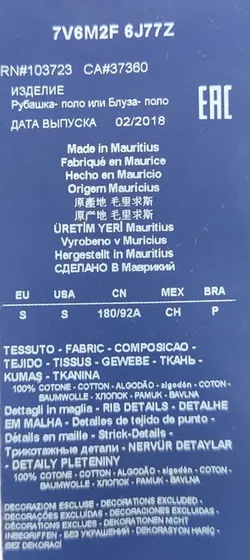 7V6M2F 6J77Z
RN#103723 CA#37360
ИЗДЕЛИЕ
Рубашка- поло или Блуза- поло
ДАТА ВЫПУСКА 02/2018
EAC
Made in Mauritius
Fabriqué en Maurice
Hecho en Mauricio
Origem Mauricius
原產地 毛里求斯
原产地 毛里求斯
ÜRETİM YERİ Mauritius
Vyrobeno v Muricius
Hergestellt in Mauritius
СДЕЛАНО В Маврикий
EU USA CN MEX BRA
S S 180/92A CH P
TESSUTO - FABRIC - COMPOSICAO -
TEJIDO - TISSUS - GEWEBE - ТКАНЬ -
KUMAŞ - TKANINA
100% COTONE - COTTON - ALGODÃO - algodón - COTON -
BAUMWOLLE - ХЛОПОК - PAMUK - BAVLNA
Dettagli in maglia - RIB DETAILS - DETALHE
EM MALHA - Detalles de tejido de punto -
Détails en maille - Strick-Details -
Трикотажные детали - NERVÜR DETAYLAR
- DETAILY PLETENINY
100% COTONE - COTTON - ALGODÃO - algodón - COTON -
BAUMWOLLE - ХЛОПОК - PAMUK - BAVLNA
DECORAZIONI ESCLUSE - DECORATIONS EXCLUDED -
DECORAÇÕES EXCLUÍDAS - DECORACIONES EXCLUIDAS -
DÉCORATIONS EXCLUES - DEKORATIONEN NICHT
INBEGRIFFEN - БЕЗ УКРАШЕНИЙ - DEKORASYON HARİÇ -
BEZ DEKORACI